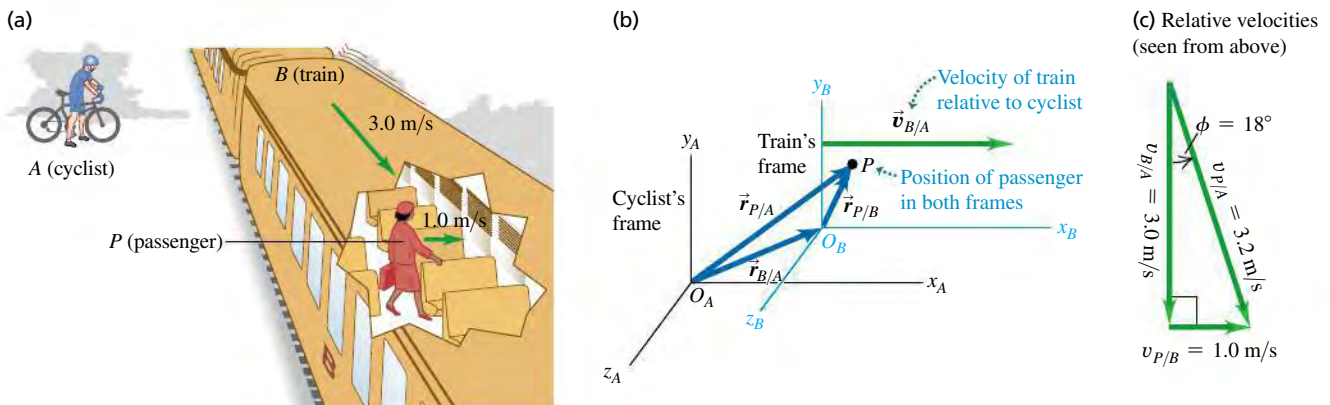 (a)
B (train)
3.0 m/s
A (cyclist)
1.0 m/s
P (passenger)
(b)
y_B
Velocity of train
relative to cyclist
v⃗_B/A
y_A
Train's
frame
P
Position of passenger
in both frames
Cyclist's
frame
r⃗_P/A
r⃗_P/B
x_B
O_B
r⃗_B/A
x_A
O_A
z_B
z_A
(c) Relative velocities
(seen from above)
ϕ = 18°
v_B/A = 3.0 m/s
v_P/A = 3.2 m/s
v_P/B = 1.0 m/s